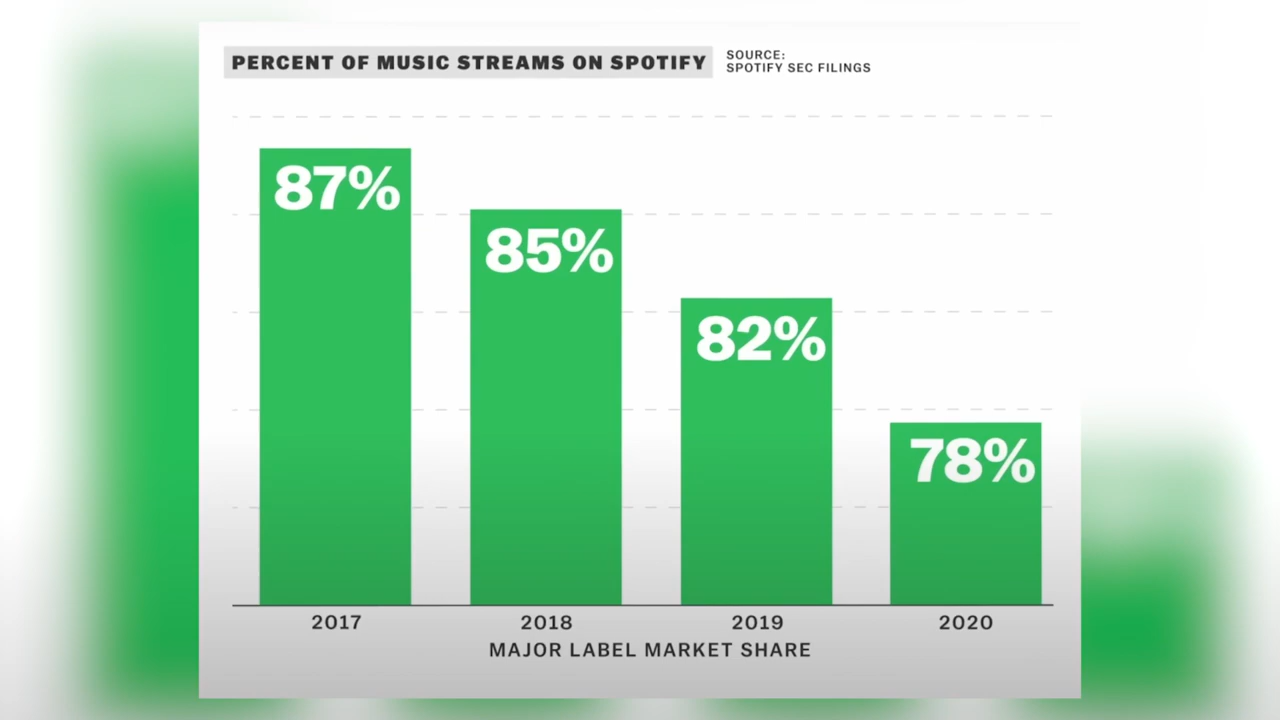 PERCENT OF MUSIC STREAMS ON SPOTIFY
SOURCE:
SPOTIFY SEC FILINGS
87%
85%
82%
78%
2017
2018
2019
2020
MAJOR LABEL MARKET SHARE